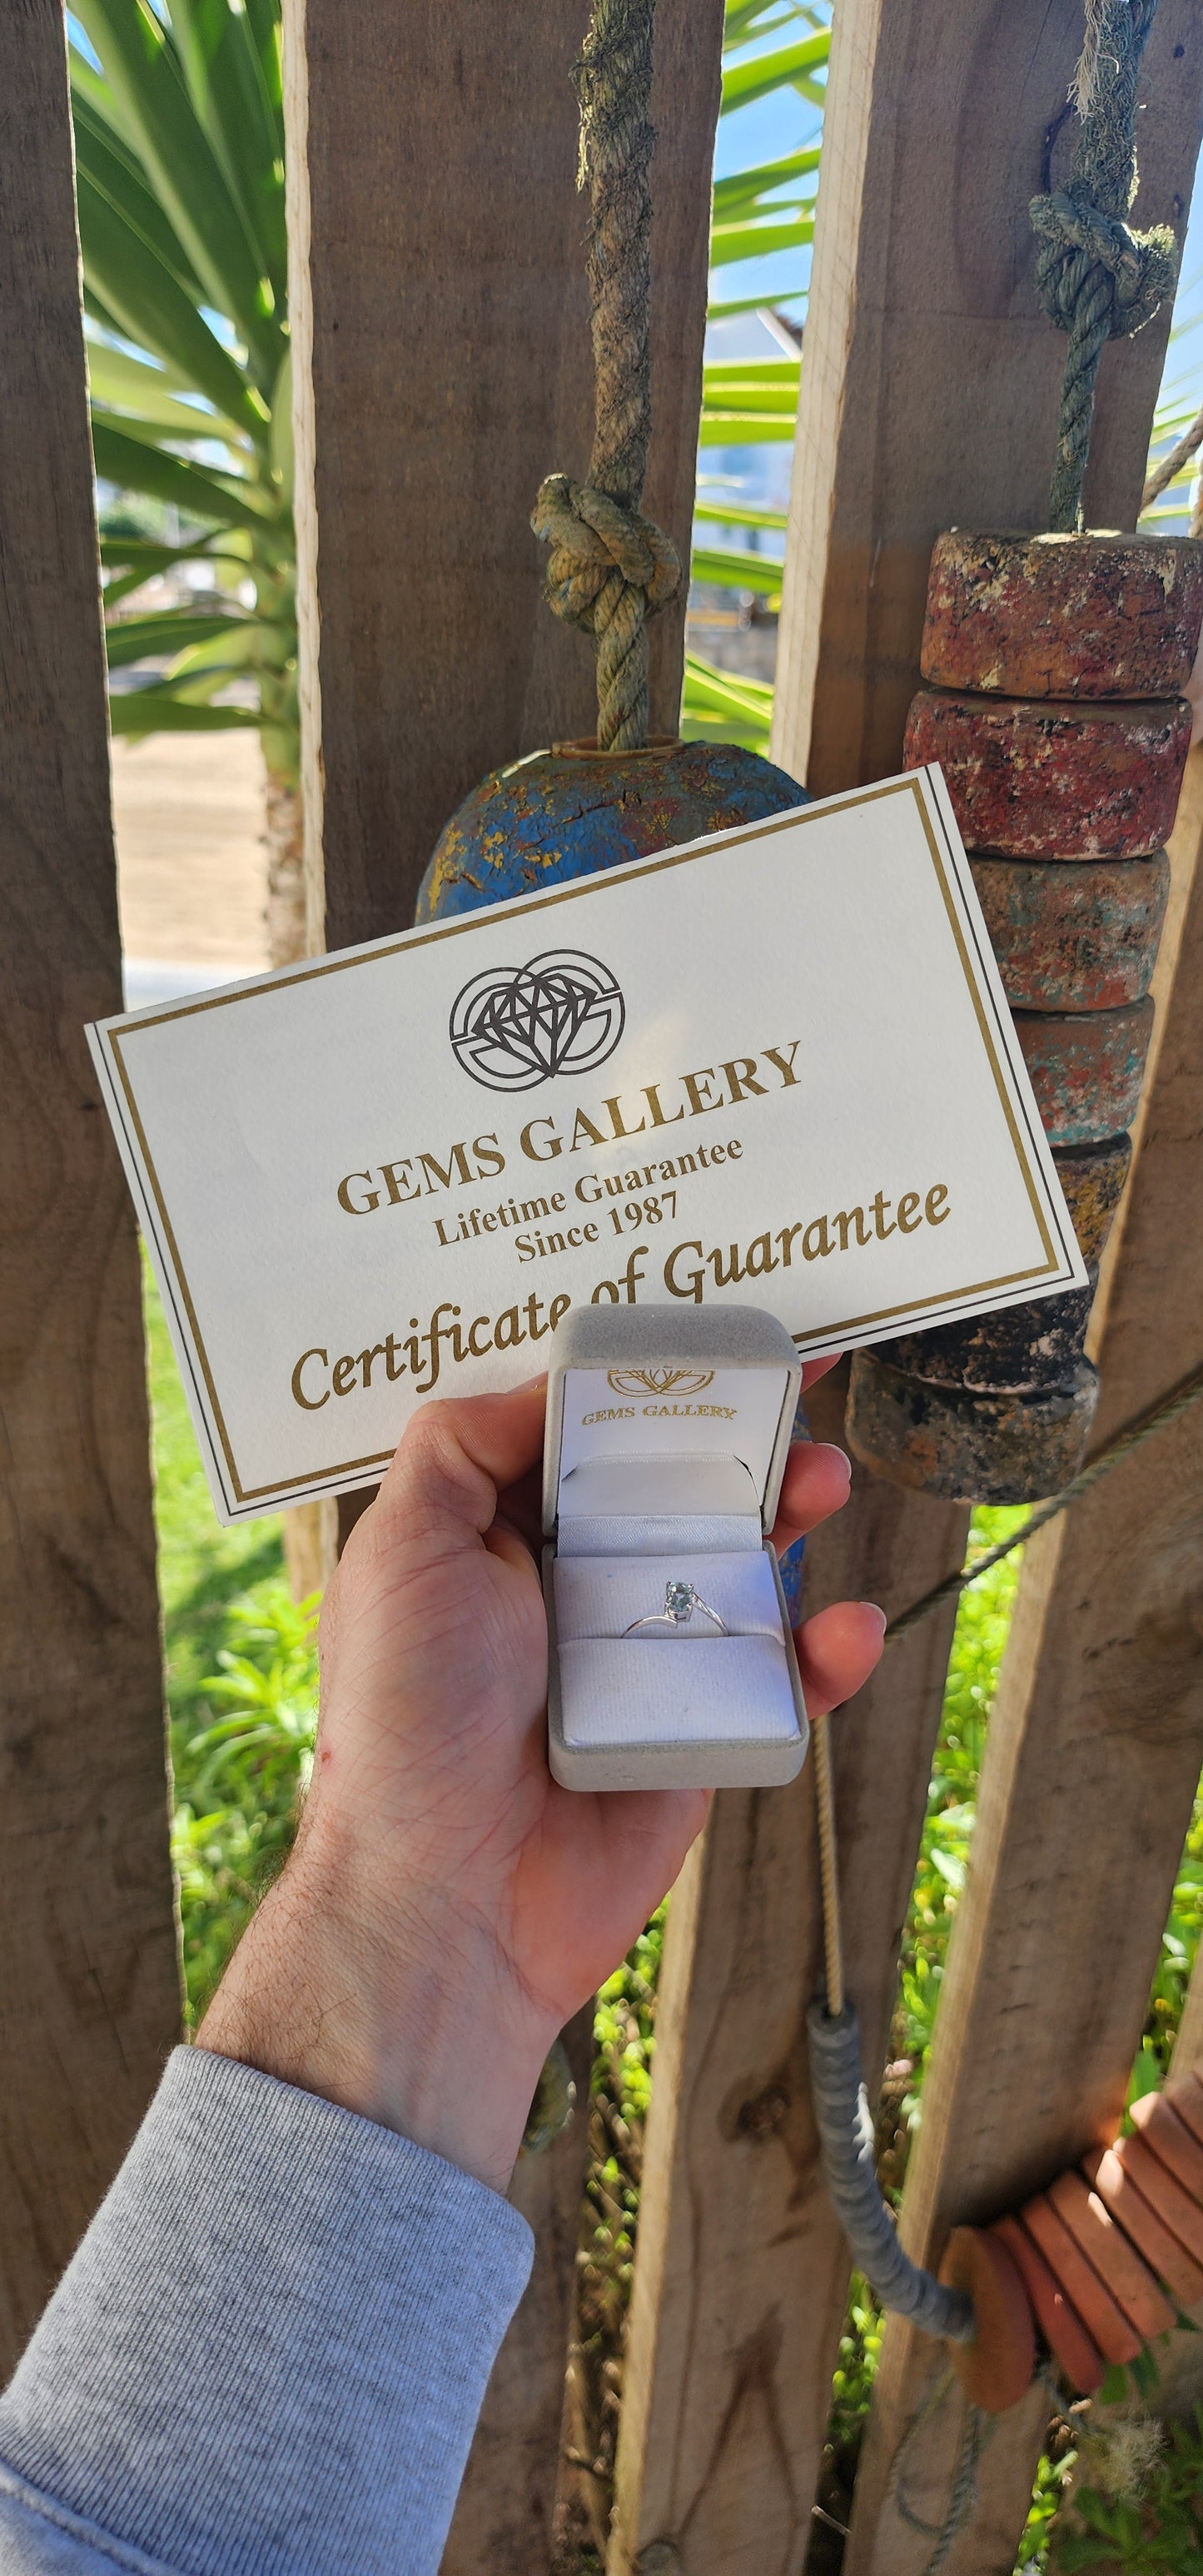 GEMS GALLERY
Lifetime Guarantee
Since 1987
Certificate of Guarantee
GEMS GALLERY